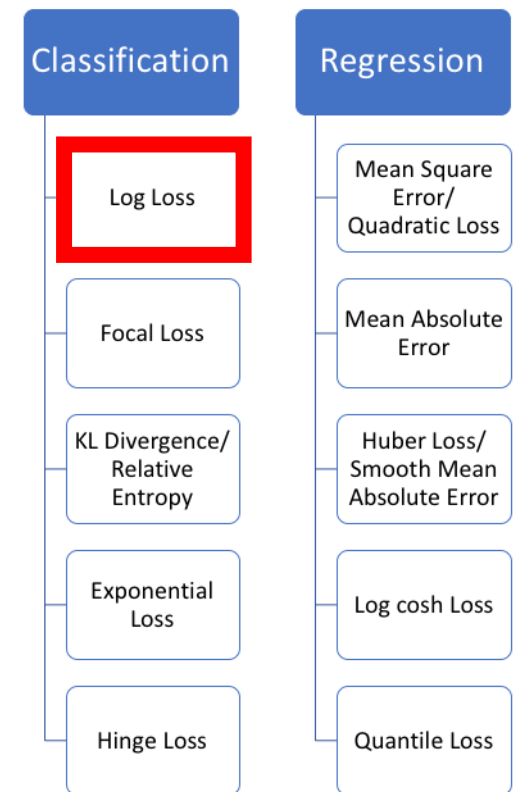 Classification
Log Loss
Focal Loss
KL Divergence/
Relative
Entropy
Exponential
Loss
Hinge Loss
Regression
Mean Square
Error/
Quadratic Loss
Mean Absolute
Error
Huber Loss/
Smooth Mean
Absolute Error
Log cosh Loss
Quantile Loss